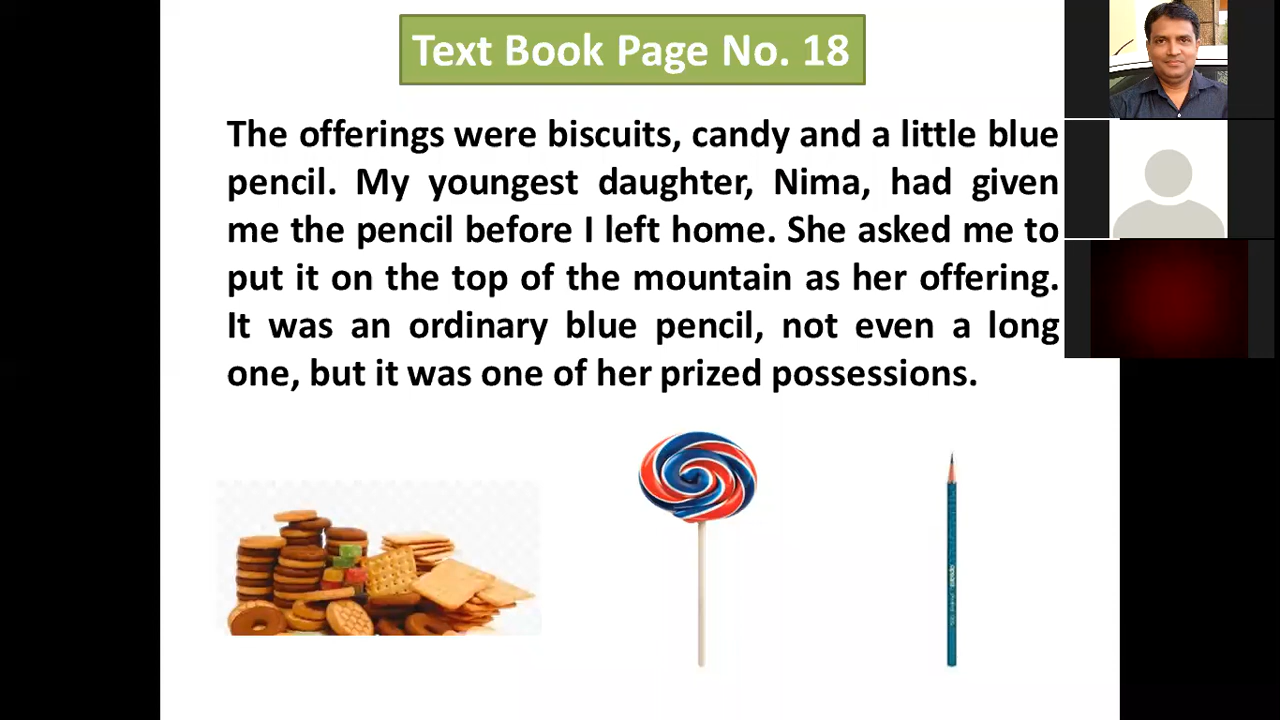 Text Book Page No. 18
The offerings were biscuits, candy and a little blue
pencil. My youngest daughter, Nima, had given
me the pencil before I left home. She asked me to
put it on the top of the mountain as her offering.
It was an ordinary blue pencil, not even a long
one, but it was one of her prized possessions.